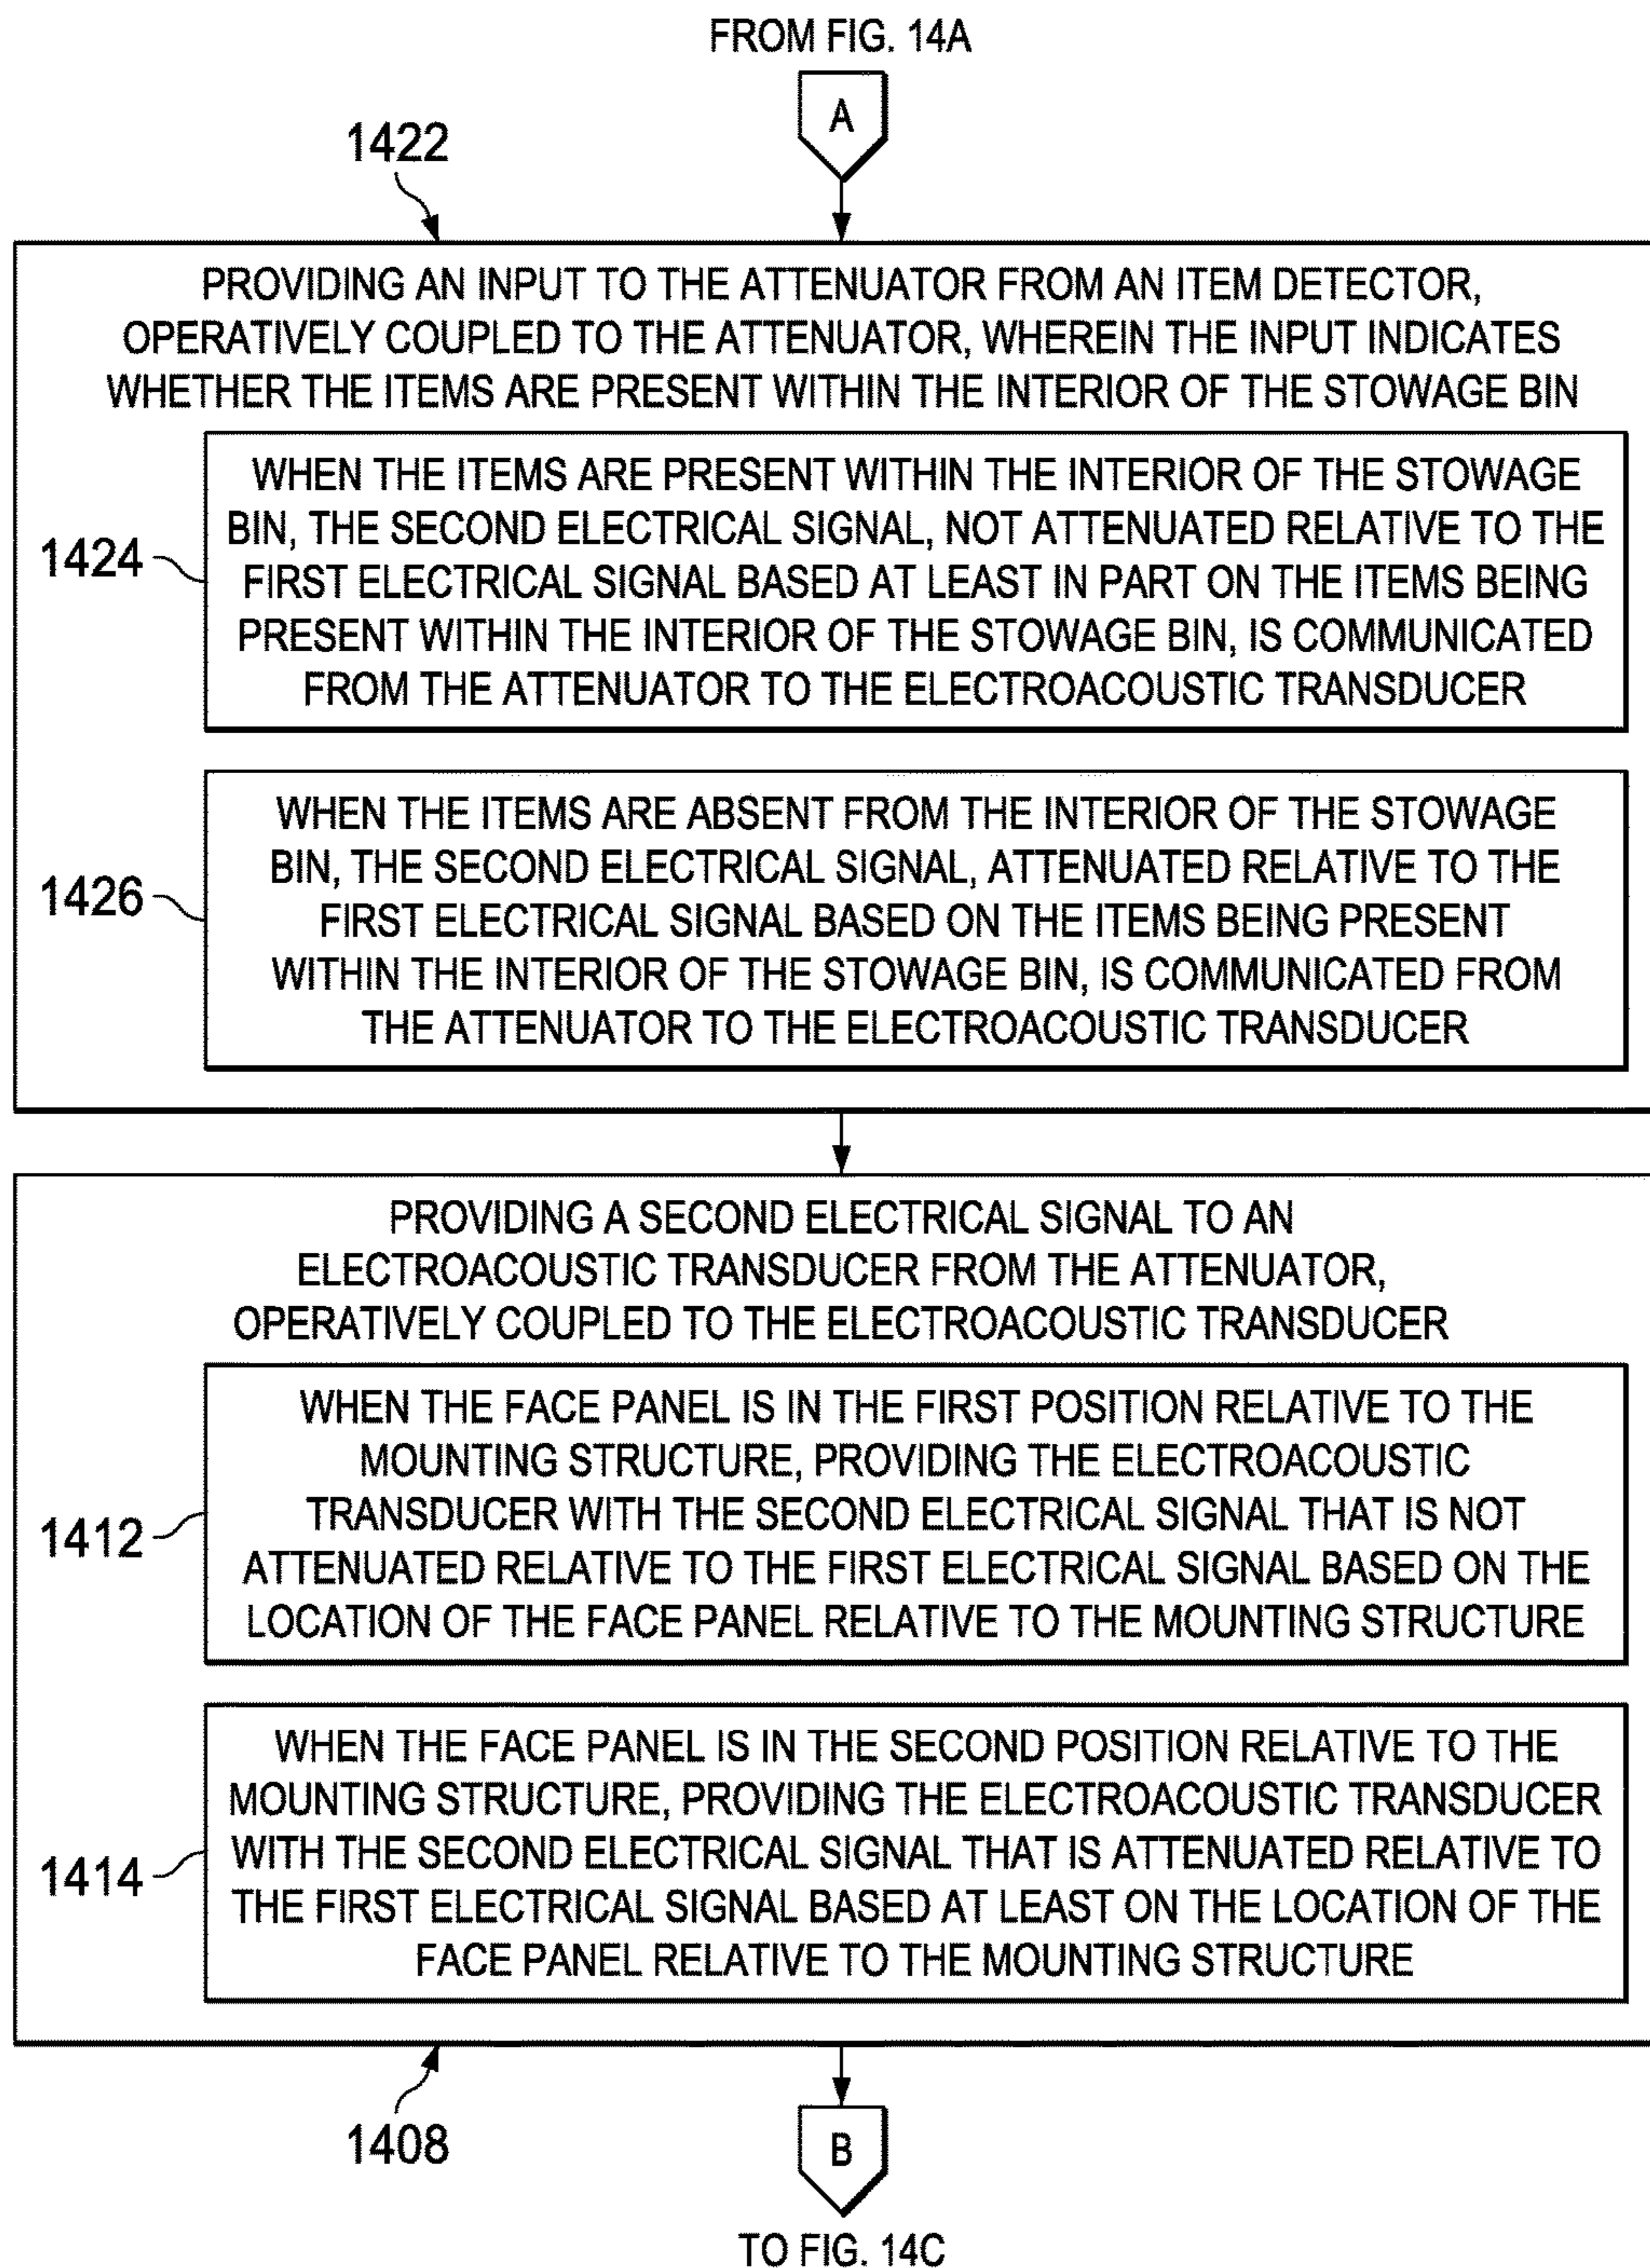 FROM FIG. 14A
A
1422
PROVIDING AN INPUT TO THE ATTENUATOR FROM AN ITEM DETECTOR,
OPERATIVELY COUPLED TO THE ATTENUATOR, WHEREIN THE INPUT INDICATES
WHETHER THE ITEMS ARE PRESENT WITHIN THE INTERIOR OF THE STOWAGE BIN
1424
WHEN THE ITEMS ARE PRESENT WITHIN THE INTERIOR OF THE STOWAGE
BIN, THE SECOND ELECTRICAL SIGNAL, NOT ATTENUATED RELATIVE TO THE
FIRST ELECTRICAL SIGNAL BASED AT LEAST IN PART ON THE ITEMS BEING
PRESENT WITHIN THE INTERIOR OF THE STOWAGE BIN, IS COMMUNICATED
FROM THE ATTENUATOR TO THE ELECTROACOUSTIC TRANSDUCER
1426
WHEN THE ITEMS ARE ABSENT FROM THE INTERIOR OF THE STOWAGE
BIN, THE SECOND ELECTRICAL SIGNAL, ATTENUATED RELATIVE TO THE
FIRST ELECTRICAL SIGNAL BASED ON THE ITEMS BEING PRESENT
WITHIN THE INTERIOR OF THE STOWAGE BIN, IS COMMUNICATED FROM
THE ATTENUATOR TO THE ELECTROACOUSTIC TRANSDUCER
PROVIDING A SECOND ELECTRICAL SIGNAL TO AN
ELECTROACOUSTIC TRANSDUCER FROM THE ATTENUATOR,
OPERATIVELY COUPLED TO THE ELECTROACOUSTIC TRANSDUCER
1412
WHEN THE FACE PANEL IS IN THE FIRST POSITION RELATIVE TO THE
MOUNTING STRUCTURE, PROVIDING THE ELECTROACOUSTIC
TRANSDUCER WITH THE SECOND ELECTRICAL SIGNAL THAT IS NOT
ATTENUATED RELATIVE TO THE FIRST ELECTRICAL SIGNAL BASED ON THE
LOCATION OF THE FACE PANEL RELATIVE TO THE MOUNTING STRUCTURE
1414
WHEN THE FACE PANEL IS IN THE SECOND POSITION RELATIVE TO THE
MOUNTING STRUCTURE, PROVIDING THE ELECTROACOUSTIC TRANSDUCER
WITH THE SECOND ELECTRICAL SIGNAL THAT IS ATTENUATED RELATIVE TO
THE FIRST ELECTRICAL SIGNAL BASED AT LEAST ON THE LOCATION OF THE
FACE PANEL RELATIVE TO THE MOUNTING STRUCTURE
1408
B
TO FIG. 14C